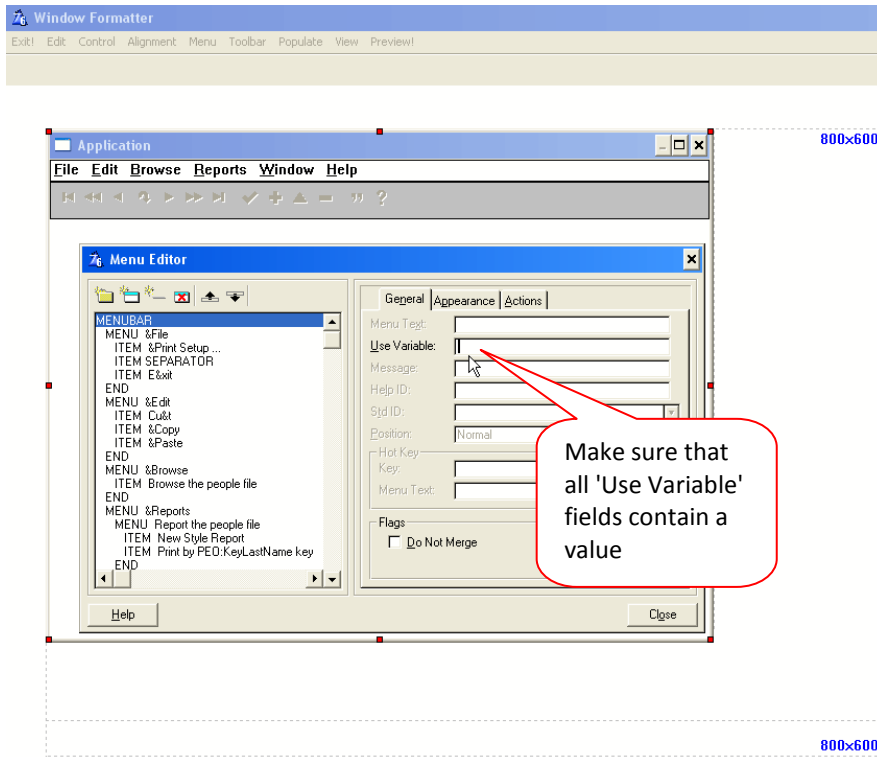 Window Formatter
Exit! Edit Control Alignment Menu Toolbar Populate View Preview!
800x600
Application
File Edit Browse Reports Window Help
Menu Editor
MENUBAR
MENU &File
ITEM &Print Setup ...
ITEM SEPARATOR
ITEM E&xit
END
MENU &Edit
ITEM Cu&t
ITEM &Copy
ITEM &Paste
END
MENU &Browse
ITEM Browse the people file
END
MENU &Reports
MENU Report the people file
ITEM New Style Report
ITEM Print by PEO:KeyLastName key
END
General Appearance Actions
Menu Text:
Use Variable:
Message:
Help ID:
Std ID:
Position: Normal
Hot Key
Key:
Menu Text:
Flags
Do Not Merge
Make sure that
all 'Use Variable'
fields contain a
value
Help
Close
800x600